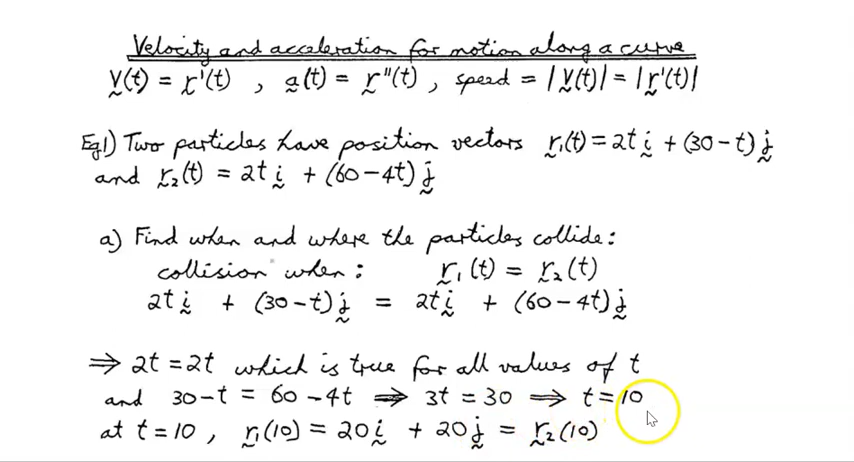 Velocity and acceleration for motion along a curve
v(t) = r'(t) , a(t) = r''(t) , speed = |v(t)| = |r'(t)|
Eg1) Two particles have position vectors r₁(t) = 2t i + (30 - t) j
and r₂(t) = 2t i + (60 - 4t) j
a) Find when and where the particles collide:
collision when: r₁(t) = r₂(t)
2t i + (30 - t) j = 2t i + (60 - 4t) j
⇒ 2t = 2t which is true for all values of t
and 30 - t = 60 - 4t ⇒ 3t = 30 ⇒ t = 10
at t = 10 , r₁(10) = 20 i + 20 j = r₂(10)